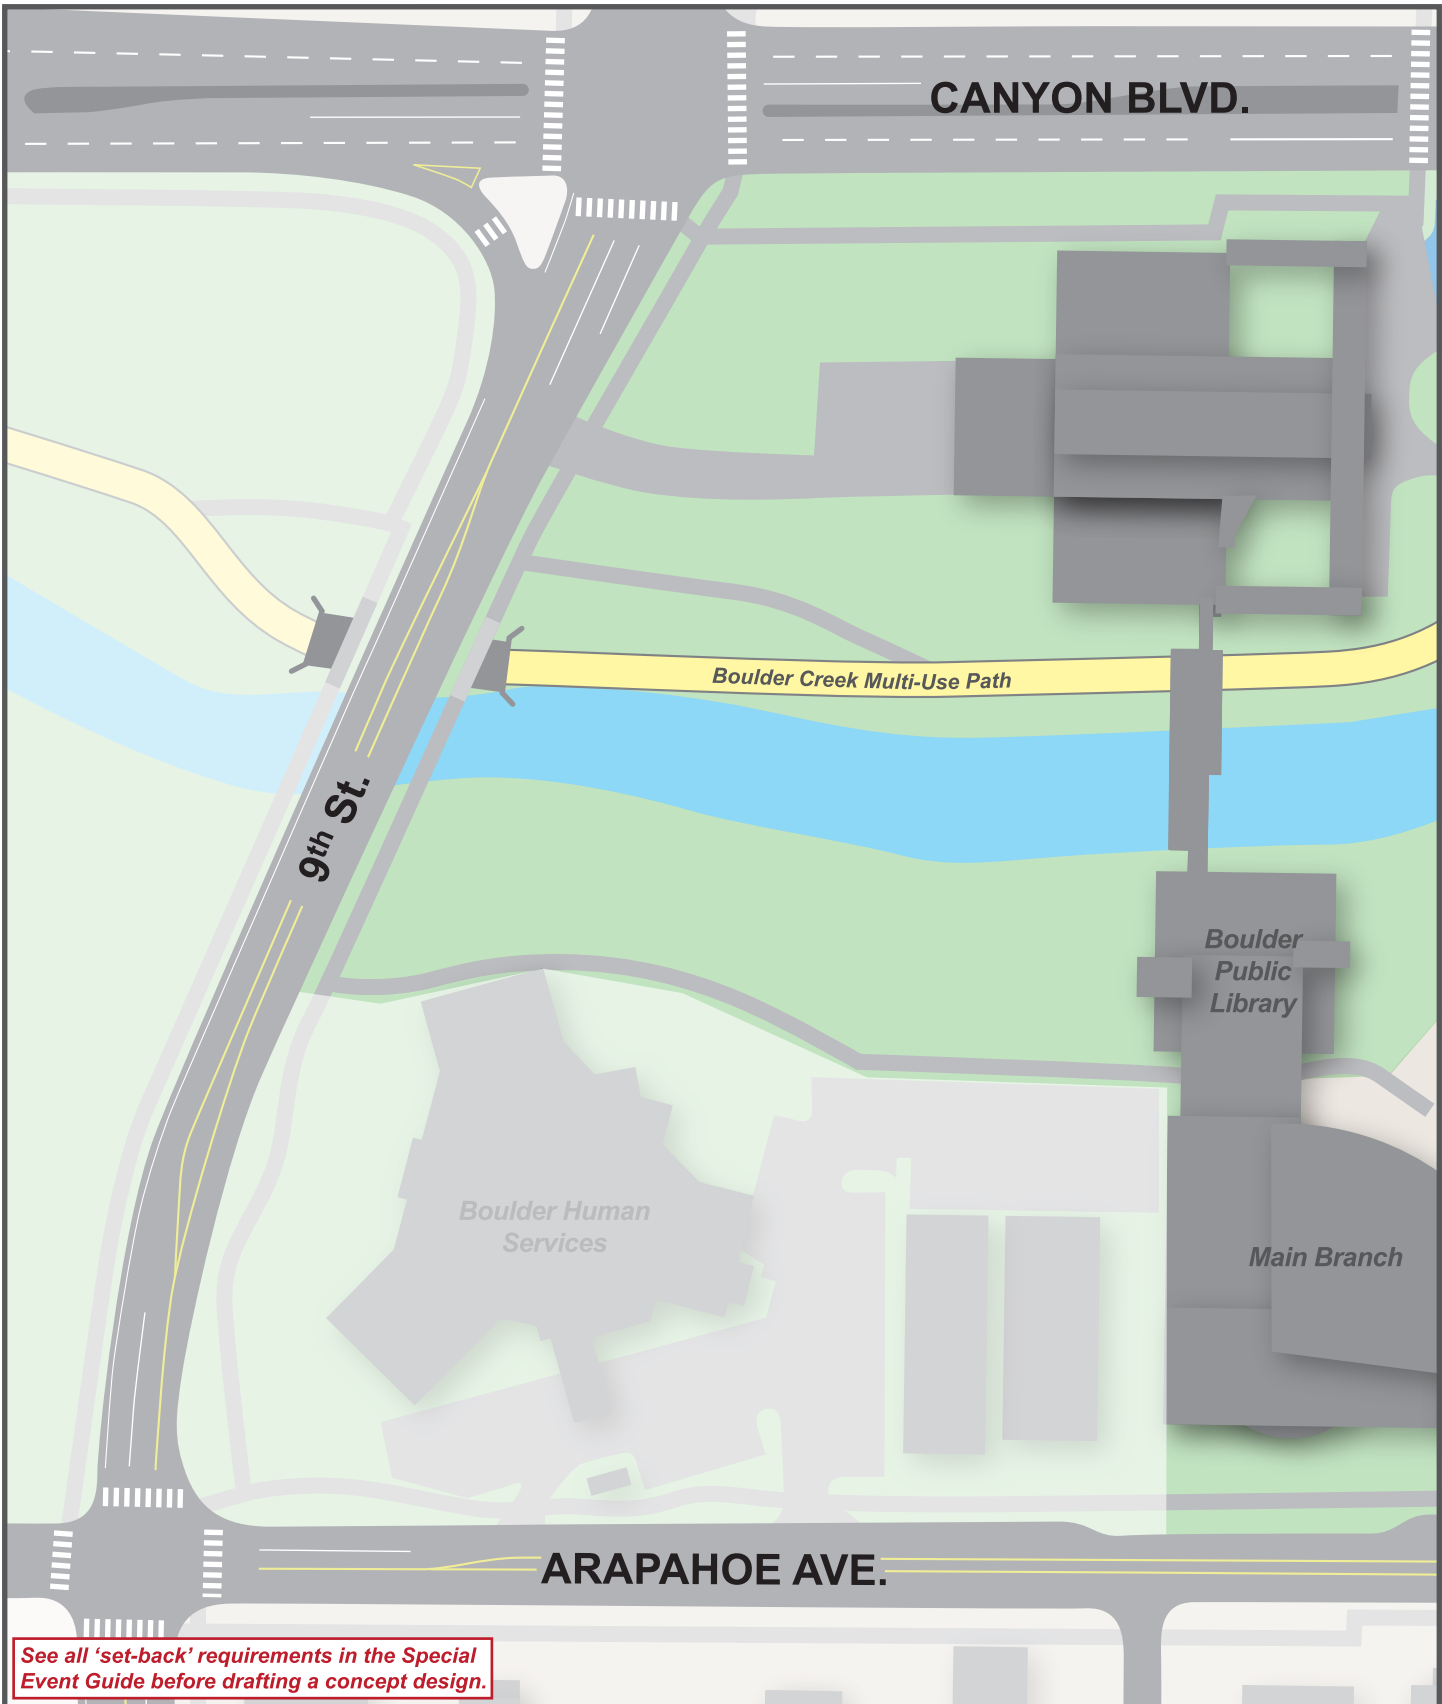 CANYON BLVD.
Boulder Creek Multi-Use Path
9th St.
Boulder
Public
Library
Boulder Human
Services
Main Branch
ARAPAHOE AVE.
See all ‘set-back’ requirements in the Special
Event Guide before drafting a concept design.